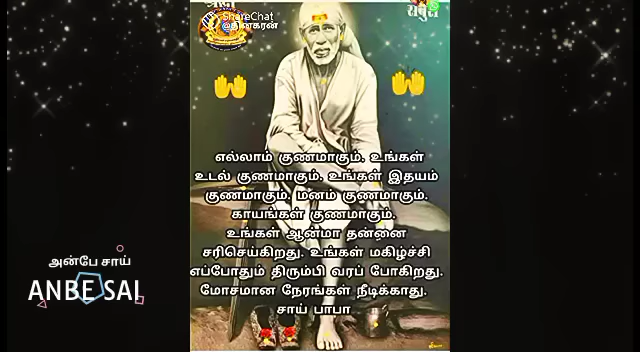 ShareChat
@தினகரன்
எல்லாம் குணமாகும். உங்கள்
உடல் குணமாகும். உங்கள் இதயம்
குணமாகும். மனம் குணமாகும்.
காயங்கள் குணமாகும்.
உங்கள் ஆன்மா தன்னை
சரிசெய்கிறது. உங்கள் மகிழ்ச்சி
எப்போதும் திரும்பி வரப் போகிறது.
மோசமான நேரங்கள் நீடிக்காது.
சாய் பாபா
அன்பே சாய்
ANBE SAI